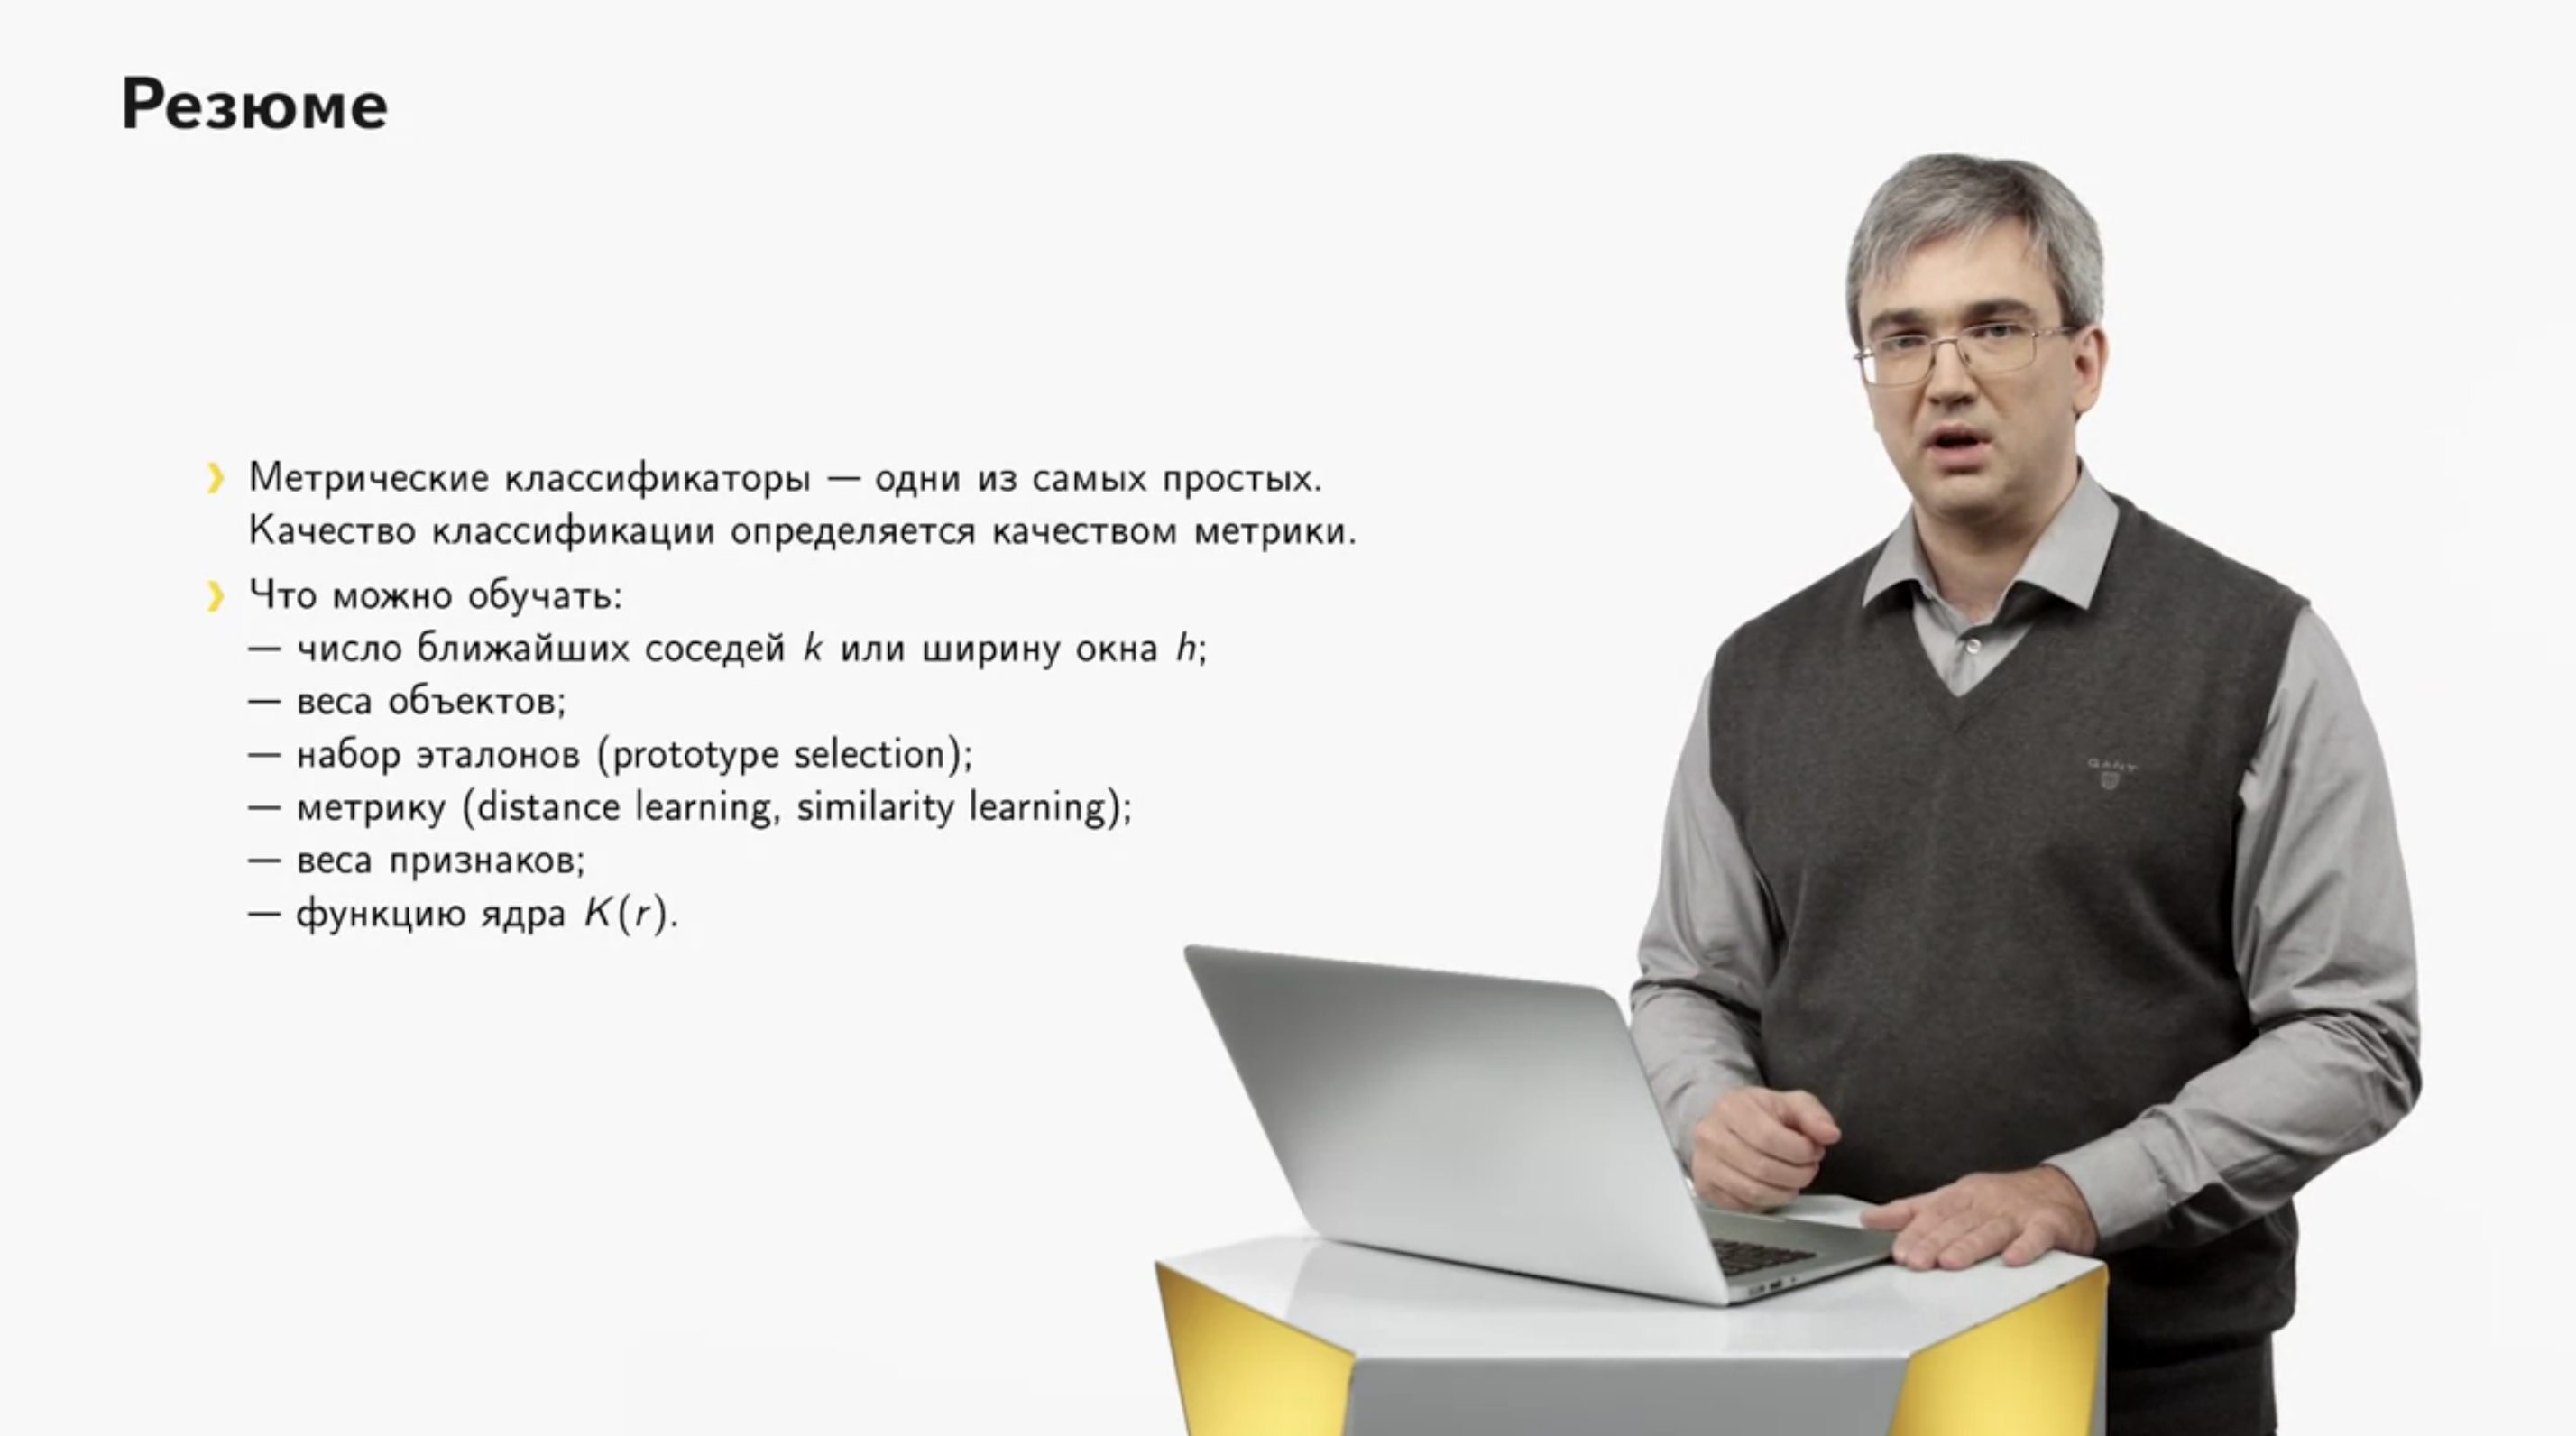 Резюме
Метрические классификаторы — одни из самых простых.
Качество классификации определяется качеством метрики.
Что можно обучать:
— число ближайших соседей k или ширину окна h;
— веса объектов;
— набор эталонов (prototype selection);
— метрику (distance learning, similarity learning);
— веса признаков;
— функцию ядра K(r).
GANT